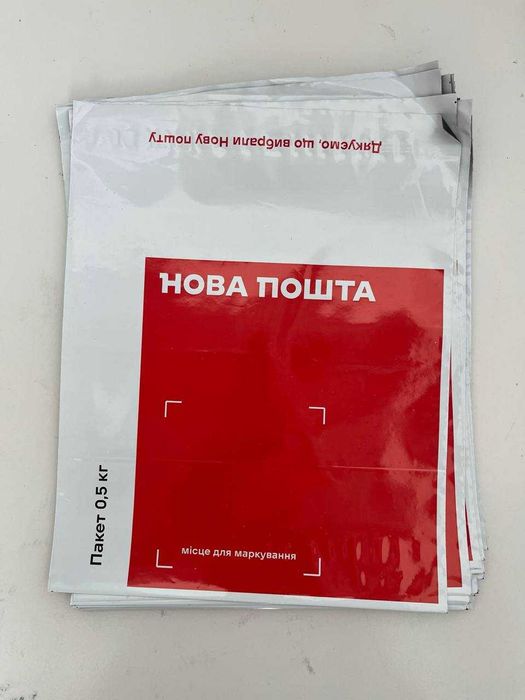 Дякуємо, що вибрали Нову пошту
НОВА ПОШТА
місце для маркування
Пакет 0,5 кг